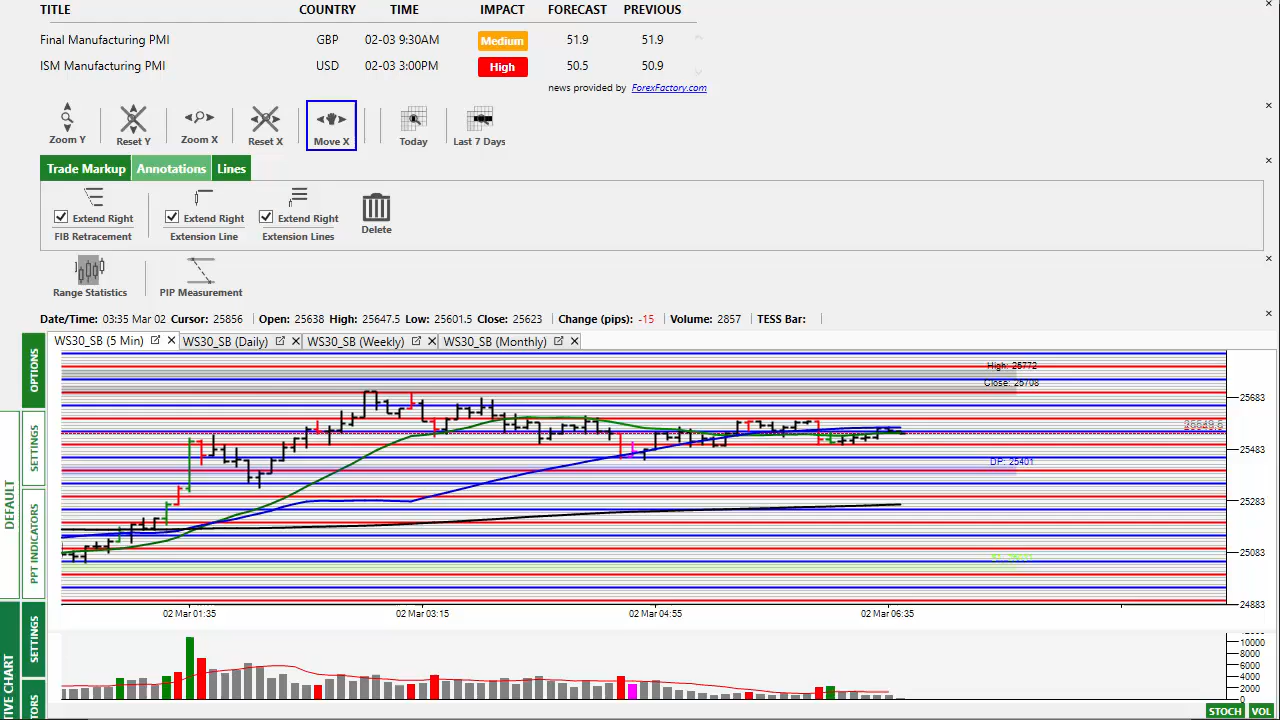 TITLE COUNTRY TIME IMPACT FORECAST PREVIOUS
Final Manufacturing PMI GBP 02-03 9:30AM Medium 51.9 51.9
ISM Manufacturing PMI USD 02-03 3:00PM High 50.5 50.9
news provided by ForexFactory.com
Zoom Y Reset Y Zoom X Reset X Move X Today Last 7 Days
Trade Markup Annotations Lines
Extend Right Extend Right Extend Right
FIB Retracement Extension Line Extension Lines Delete
Range Statistics PIP Measurement
Date/Time: 03:35 Mar 02 Cursor: 25856 Open: 25638 High: 25647.5 Low: 25601.5 Close: 25623 Change (pips): -15 Volume: 2857 TESS Bar:
WS30_SB (5 Min) WS30_SB (Daily) WS30_SB (Weekly) WS30_SB (Monthly)
OPTIONS
SETTINGS
PPT INDICATORS
DEFAULT
SETTINGS
High: 25772
Close: 25708
DP: 25401
25683
25483
25283
25083
24883
02 Mar 01:35 02 Mar 03:15 02 Mar 04:55 02 Mar 06:35
10000
8000
6000
4000
2000
0
STOCH VOL